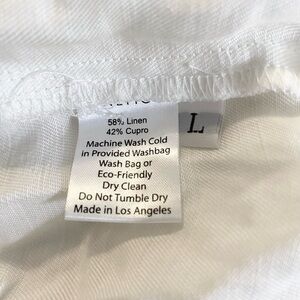 58% Linen
42% Cupro
Machine Wash Cold
in Provided Washbag
Wash Bag or
Eco-Friendly
Dry Clean
Do Not Tumble Dry
Made in Los Angeles
L